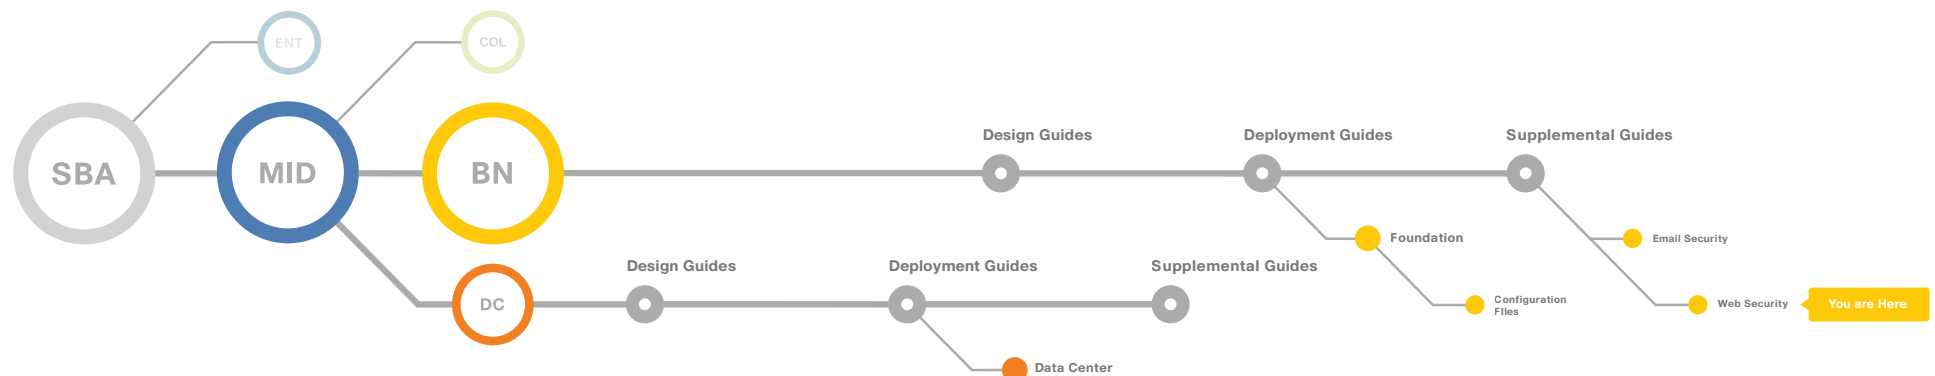 ENT
COL
SBA
MID
BN
Design Guides
Deployment Guides
Supplemental Guides
Foundation
Email Security
Configuration
FIles
Web Security
You are Here
DC
Design Guides
Deployment Guides
Supplemental Guides
Data Center